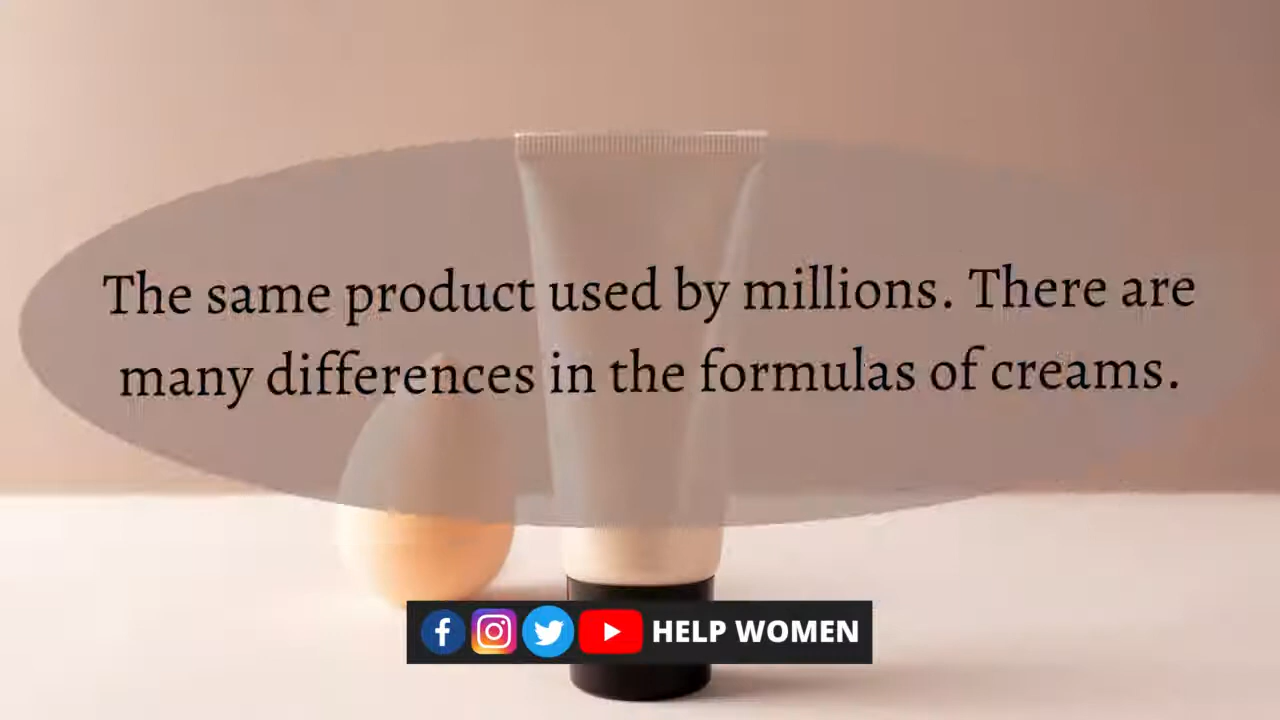 The same product used by millions. There are
many differences in the formulas of creams.
HELP WOMEN